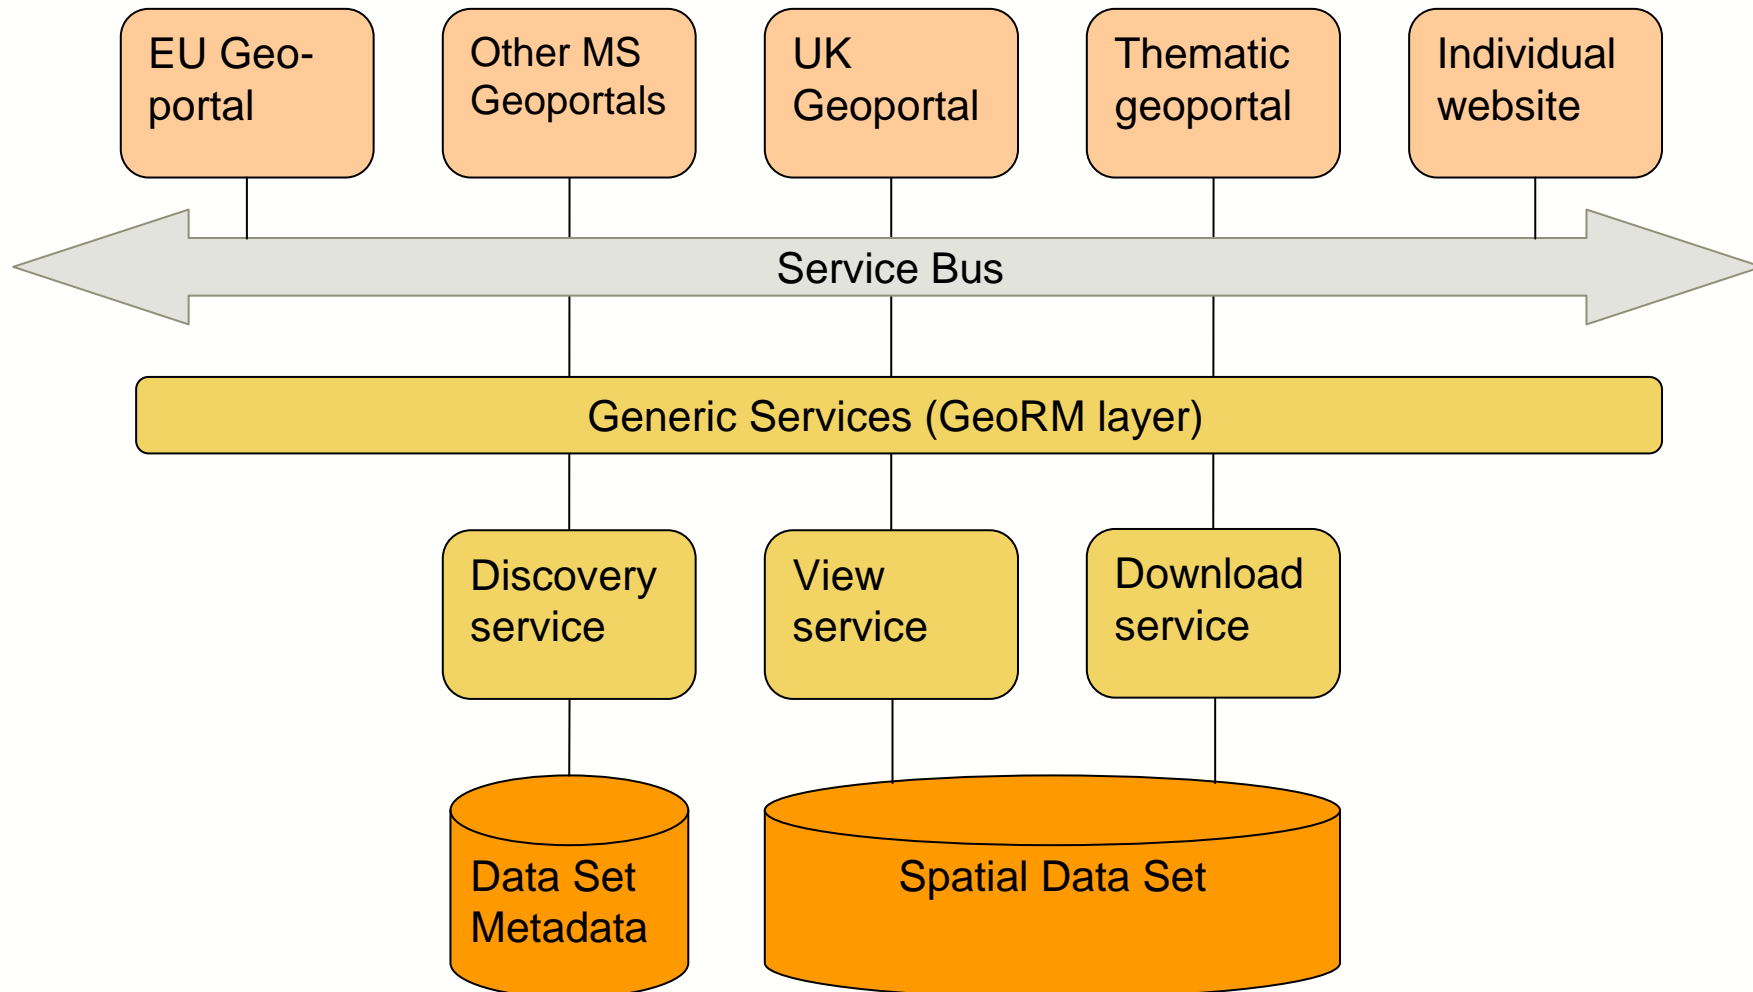 EU Geo-
portal
Other MS
Geoportals
UK
Geoportal
Thematic
geoportal
Individual
website
Service Bus
Generic Services (GeoRM layer)
Discovery
service
View
service
Download
service
Data Set
Metadata
Spatial Data Set